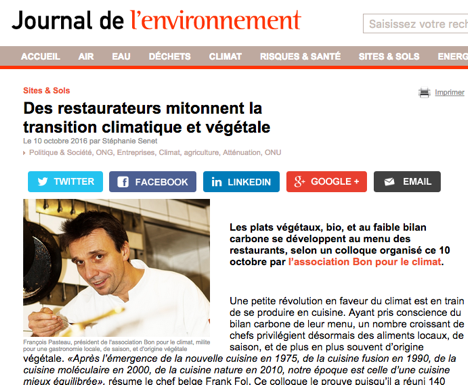 Journal de l'environnement
Saisissez votre rech
ACCUEIL AIR EAU DÉCHETS CLIMAT RISQUES & SANTÉ SITES & SOLS ENER
Sites & Sols
Imprimer
Des restaurateurs mitonnent la
transition climatique et végétale
Le 10 octobre 2016 par Stéphanie Senet
Politique & Société, ONG, Entreprises, Climat, agriculture, Atténuation, ONU
TWITTER FACEBOOK LINKEDIN GOOGLE + EMAIL
Les plats végétaux, bio, et au faible bilan
carbone se développent au menu des
restaurants, selon un colloque organisé ce 10
octobre par l'association Bon pour le climat.
Une petite révolution en faveur du climat est en train
de se produire en cuisine. Ayant pris conscience du
bilan carbone de leur menu, un nombre croissant de
chefs privilégient désormais des aliments locaux, de
saison, et de plus en plus souvent d'origine
François Pasteau, président de l'association Bon pour le climat, milite
pour une gastronomie locale, de saison, et d'origine végétale
végétale. «Après l'émergence de la nouvelle cuisine en 1975, de la cuisine fusion en 1990, de la
cuisine moléculaire en 2000, de la cuisine nature en 2010, notre époque est celle d'une cuisine
mieux équilibrée», résume le chef belge Frank Fol. Ce colloque le prouve puisqu'il a réuni 140